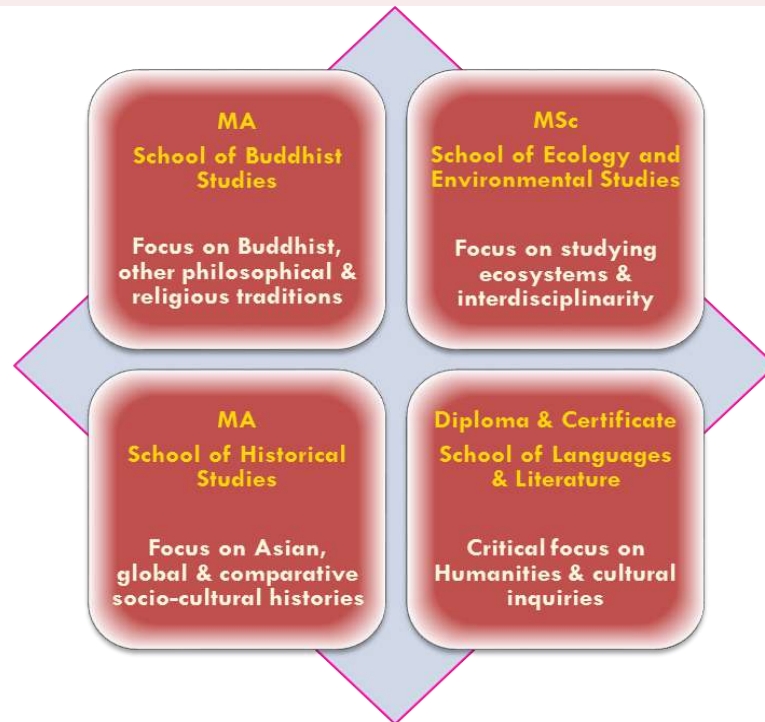 MA
School of Buddhist
Studies
Focus on Buddhist,
other philosophical &
religious traditions
MSc
School of Ecology and
Environmental Studies
Focus on studying
ecosystems &
interdisciplinarity
MA
School of Historical
Studies
Focus on Asian,
global & comparative
socio-cultural histories
Diploma & Certificate
School of Languages
& Literature
Critical focus on
Humanities & cultural
inquiries